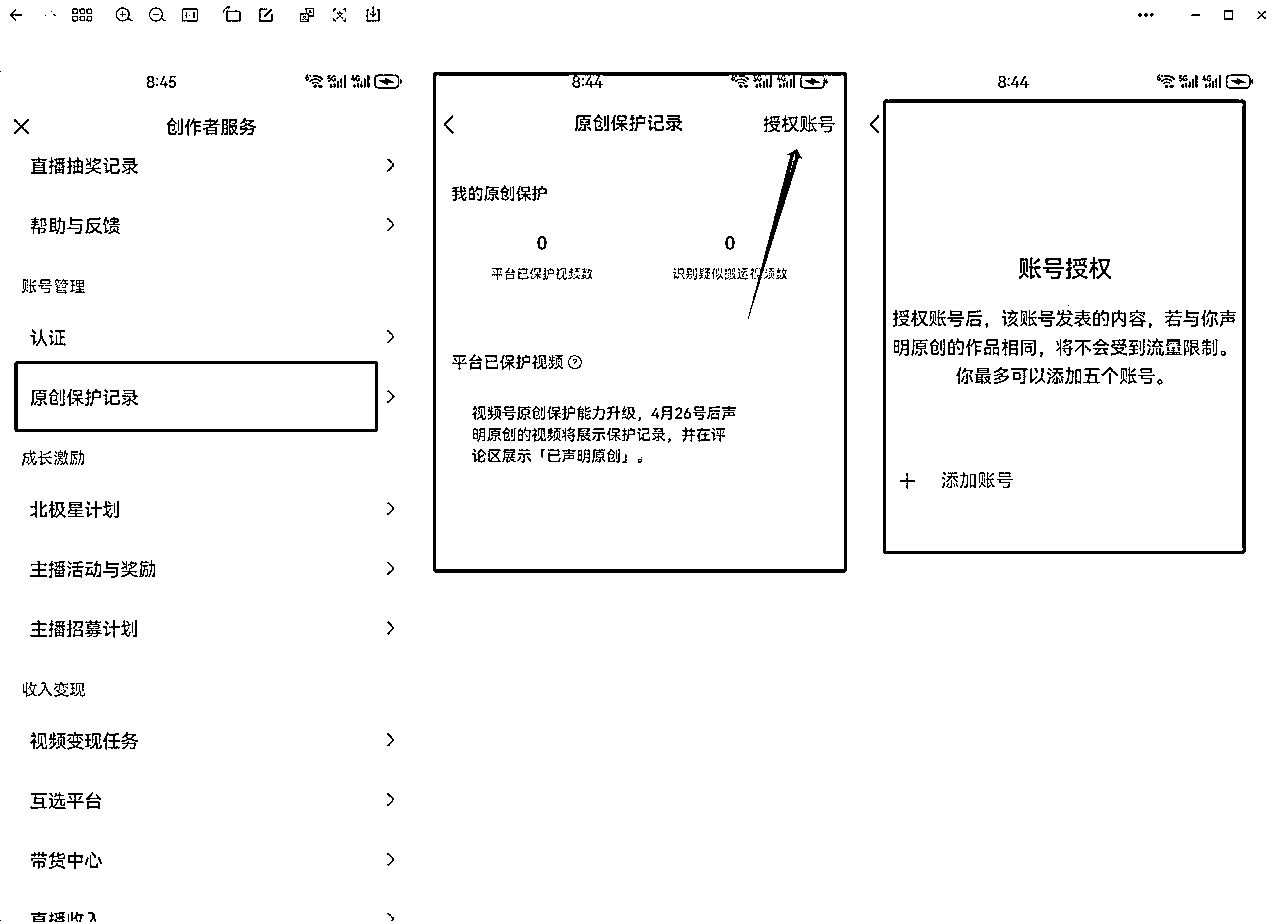 8:45
创作者服务
直播抽奖记录
帮助与反馈
账号管理
认证
原创保护记录
成长激励
北极星计划
主播活动与奖励
主播招募计划
收入变现
视频变现任务
互选平台
带货中心
直播收入
8:44
原创保护记录
授权账号
我的原创保护
0
0
平台已保护视频数
识别疑似搬运视频数
平台已保护视频
视频号原创保护能力升级，4月26号后声
明原创的视频将展示保护记录，并在评
论区展示「已声明原创」。
8:44
账号授权
授权账号后，该账号发表的内容，若与你声
明原创的作品相同，将不会受到流量限制。
你最多可以添加五个账号。
添加账号